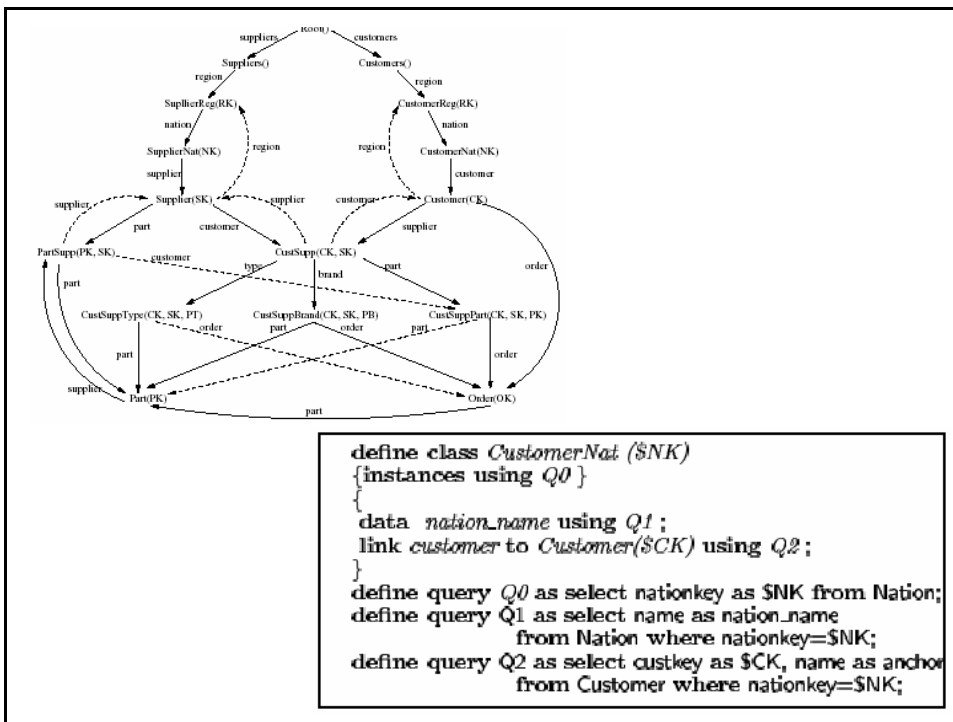 Root()
suppliers
customers
Suppliers()
Customers()
region
region
SupllierReg(RK)
CustomerReg(RK)
nation
nation
SupplierNat(NK)
region
region
CustomerNat(NK)
supplier
customer
supplier
Supplier(SK)
supplier
customer
Customer(CK)
part
customer
supplier
PartSupp(PK, SK)
customer
CustSupp(CK, SK)
type
brand
part
order
part
CustSuppType(CK, SK, PT)
CustSuppBrand(CK, SK, PB)
CustSuppPart(CK, SK, PK)
order
part
order
part
part
order
supplier
Part(PK)
Order(OK)
part
define class CustomerNat ($NK)
{instances using Q0 }
{
data nation_name using Q1 ;
link customer to Customer($CK) using Q2 ;
}
define query Q0 as select nationkey as $NK from Nation;
define query Q1 as select name as nation_name
from Nation where nationkey=$NK;
define query Q2 as select custkey as $CK, name as anchor
from Customer where nationkey=$NK;